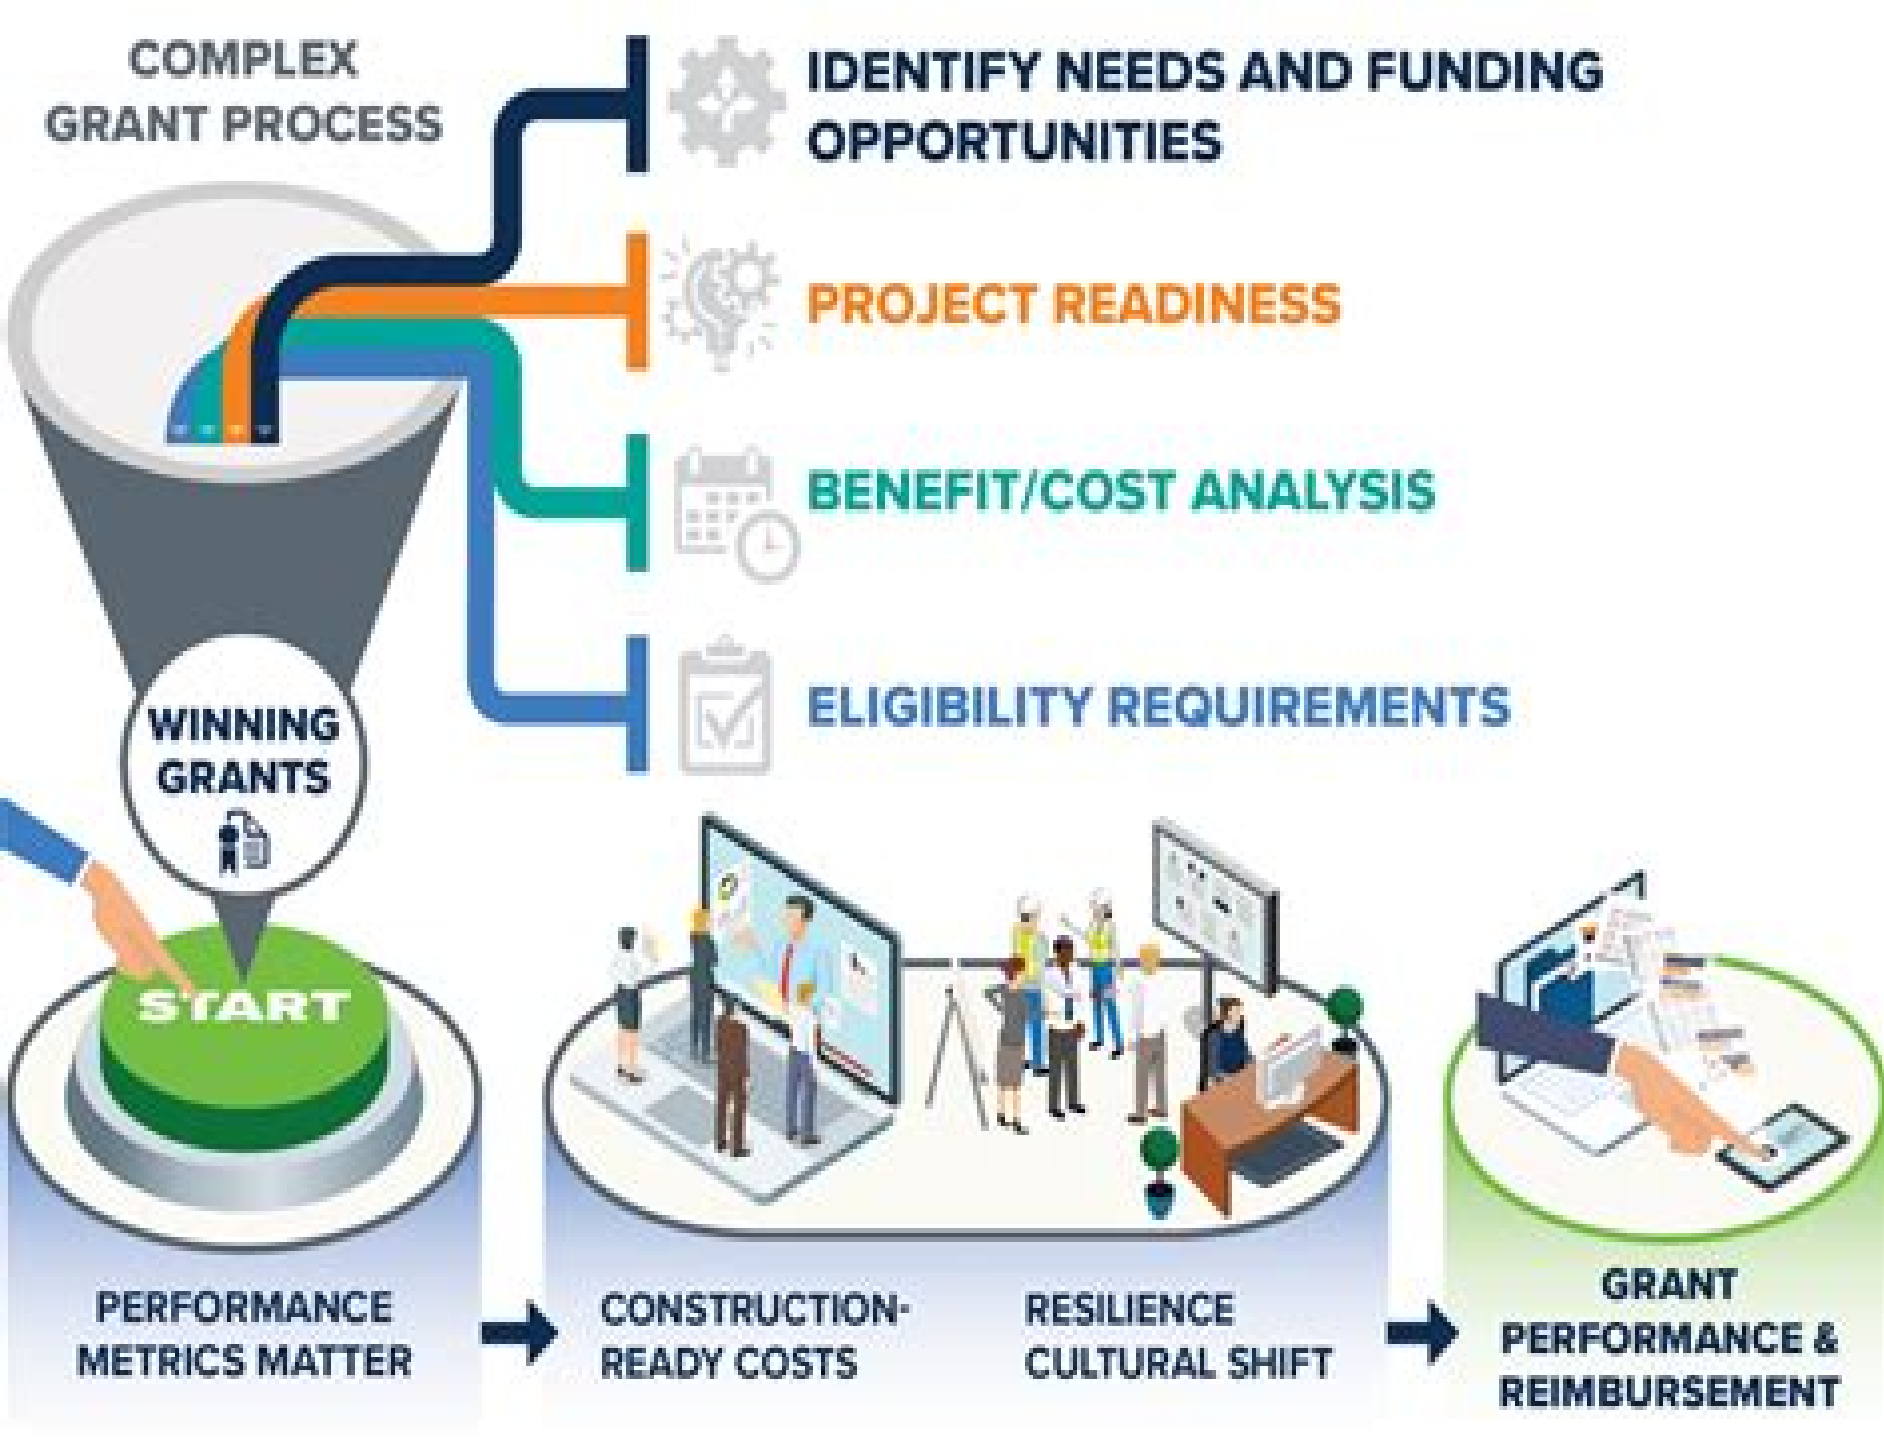 COMPLEX
GRANT PROCESS
IDENTIFY NEEDS AND FUNDING
OPPORTUNITIES
PROJECT READINESS
BENEFIT/COST ANALYSIS
ELIGIBILITY REQUIREMENTS
WINNING
GRANTS
START
PERFORMANCE
METRICS MATTER
CONSTRUCTION-
READY COSTS
RESILIENCE
CULTURAL SHIFT
GRANT
PERFORMANCE &
REIMBURSEMENT